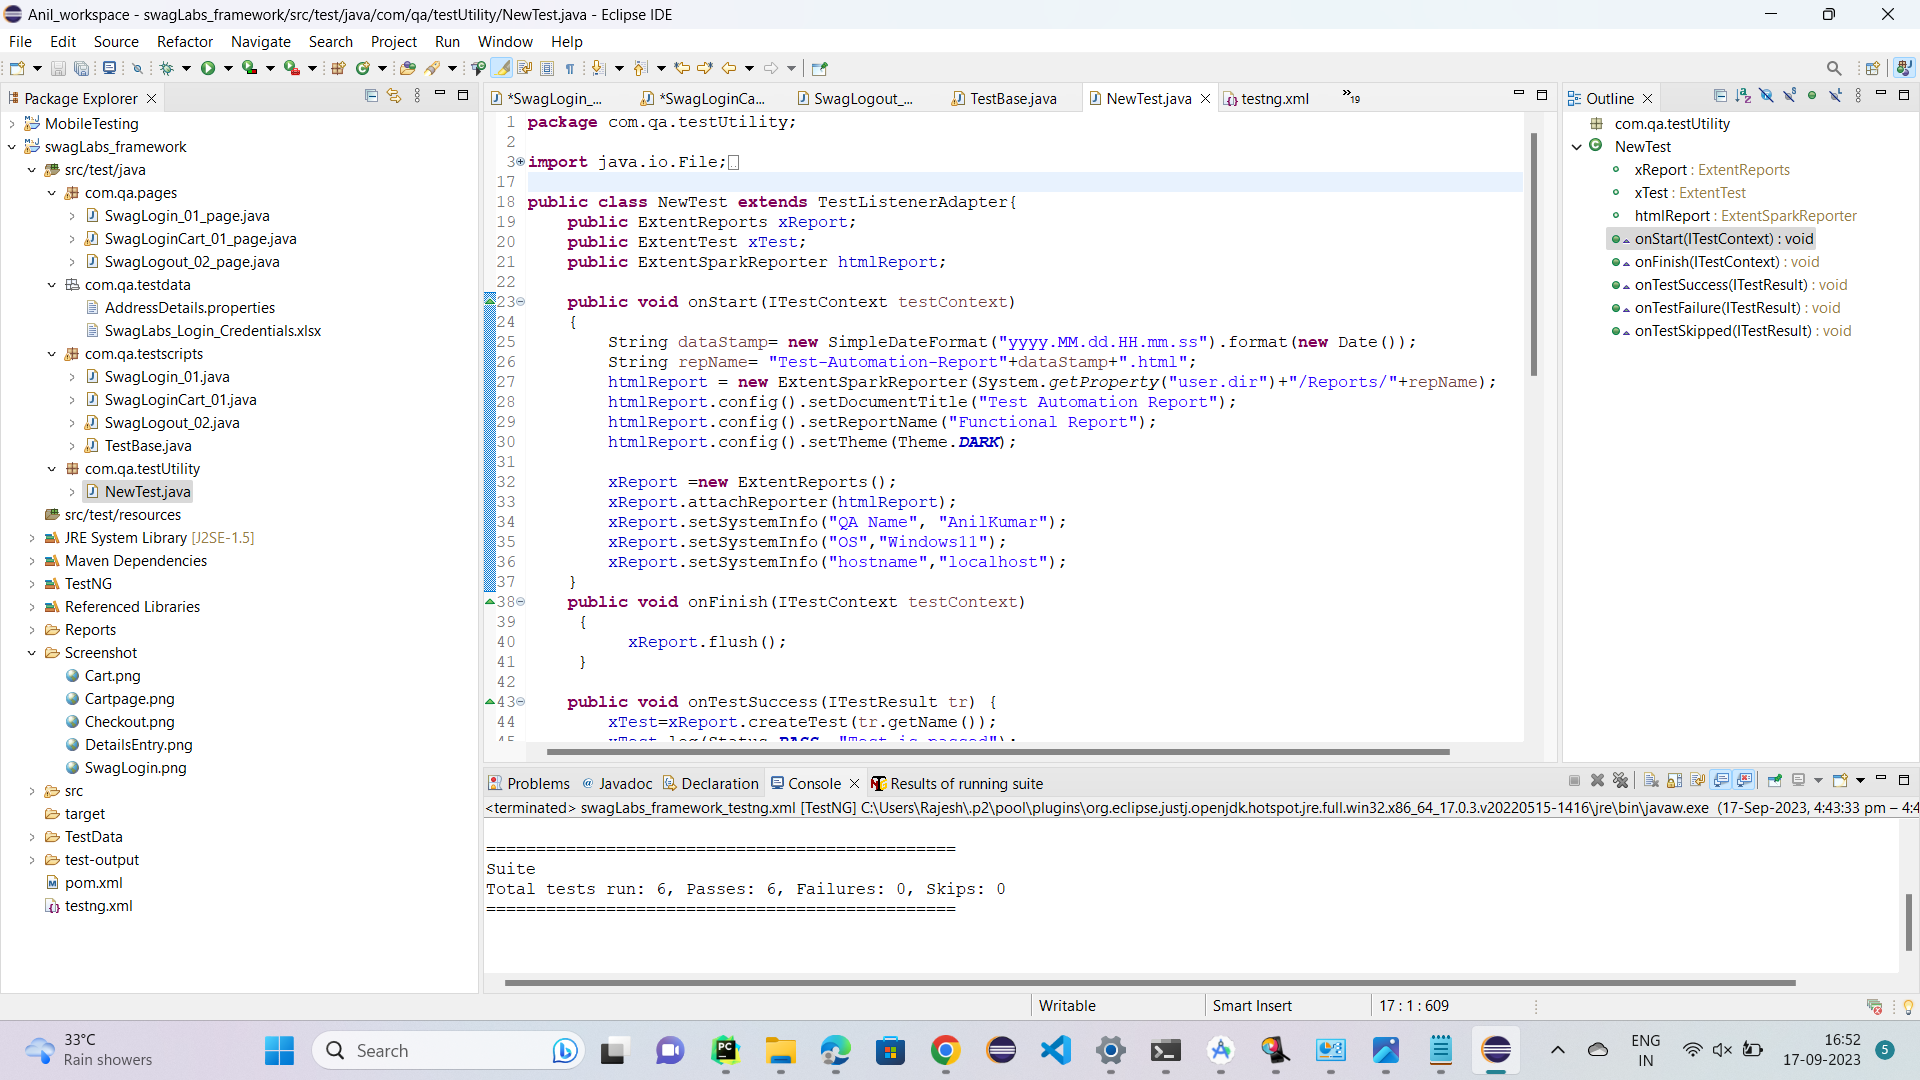 Anil_workspace - swagLabs_framework/src/test/java/com/qa/testUtility/NewTest.java - Eclipse IDE
File Edit Source Refactor Navigate Search Project Run Window Help
Package Explorer
MobileTesting
swagLabs_framework
src/test/java
com.qa.pages
SwagLogin_01_page.java
SwagLoginCart_01_page.java
SwagLogout_02_page.java
com.qa.testdata
AddressDetails.properties
SwagLabs_Login_Credentials.xlsx
com.qa.testscripts
SwagLogin_01.java
SwagLoginCart_01.java
SwagLogout_02.java
TestBase.java
com.qa.testUtility
NewTest.java
src/test/resources
JRE System Library [J2SE-1.5]
Maven Dependencies
TestNG
Referenced Libraries
Reports
Screenshot
Cart.png
Cartpage.png
Checkout.png
DetailsEntry.png
SwagLogin.png
src
target
TestData
test-output
pom.xml
testng.xml
*SwagLogin_... *SwagLoginCa... SwagLogout_... TestBase.java NewTest.java testng.xml »19
1 package com.qa.testUtility;
2
3 import java.io.File;
17
18 public class NewTest extends TestListenerAdapter{
19 public ExtentReports xReport;
20 public ExtentTest xTest;
21 public ExtentSparkReporter htmlReport;
22
23 public void onStart(ITestContext testContext)
24 {
25 String dataStamp= new SimpleDateFormat("yyyy.MM.dd.HH.mm.ss").format(new Date());
26 String repName= "Test-Automation-Report"+dataStamp+".html";
27 htmlReport = new ExtentSparkReporter(System.getProperty("user.dir")+"/Reports/"+repName);
28 htmlReport.config().setDocumentTitle("Test Automation Report");
29 htmlReport.config().setReportName("Functional Report");
30 htmlReport.config().setTheme(Theme.DARK);
31
32 xReport =new ExtentReports();
33 xReport.attachReporter(htmlReport);
34 xReport.setSystemInfo("QA Name", "AnilKumar");
35 xReport.setSystemInfo("OS","Windows11");
36 xReport.setSystemInfo("hostname","localhost");
37 }
38 public void onFinish(ITestContext testContext)
39 {
40 xReport.flush();
41 }
42
43 public void onTestSuccess(ITestResult tr) {
44 xTest=xReport.createTest(tr.getName());
45 xTest.log(Status.PASS, "Test is passed");
Outline
com.qa.testUtility
NewTest
xReport : ExtentReports
xTest : ExtentTest
htmlReport : ExtentSparkReporter
onStart(ITestContext) : void
onFinish(ITestContext) : void
onTestSuccess(ITestResult) : void
onTestFailure(ITestResult) : void
onTestSkipped(ITestResult) : void
Problems @ Javadoc Declaration Console Results of running suite
<terminated> swagLabs_framework_testng.xml [TestNG] C:\Users\Rajesh\.p2\pool\plugins\org.eclipse.justj.openjdk.hotspot.jre.full.win32.x86_64_17.0.3.v20220515-1416\jre\bin\javaw.exe (17-Sep-2023, 4:43:33 pm – 4:4
===============================================
Suite
Total tests run: 6, Passes: 6, Failures: 0, Skips: 0
===============================================
Writable Smart Insert 17 : 1 : 609
33°C
Rain showers
Search
PC
ENG
IN
16:52
17-09-2023
5